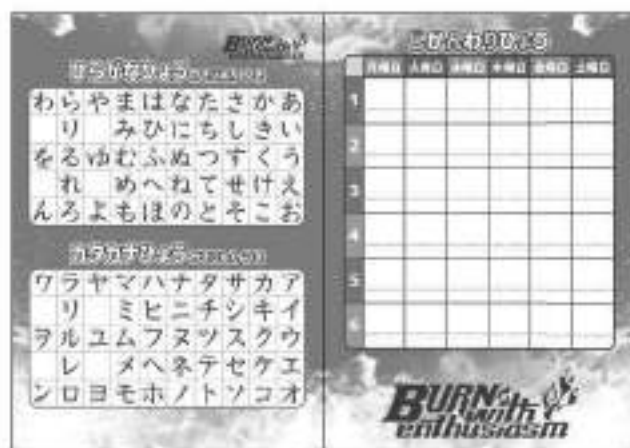 BURN with
ひらがなひょう
わらやまはなたさかあ
り　みひにちしきい
をるゆむふぬつすくう
れ　めへねてせけえ
んろよもほのとそこお
カタカナひょう
ワラヤマハナタサカア
リ　ミヒニチシキイ
ヲルユムフヌツスクウ
レ　メヘネテセケエ
ンロヨモホノトソコオ
じかんわりひょう
月曜日 火曜日 水曜日 木曜日 金曜日 土曜日
1
2
3
4
5
6
BURN
with
enthusiasm